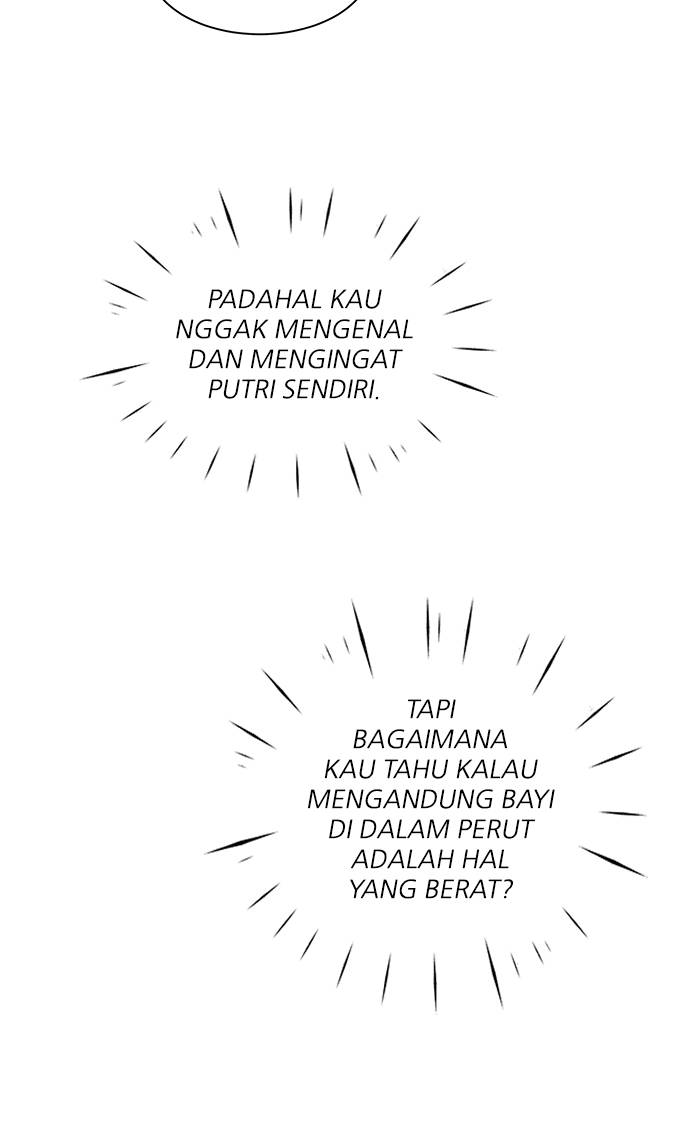 PADAHAL KAU
NGGAK MENGENAL
DAN MENGINGAT
PUTRI SENDIRI.
TAPI
BAGAIMANA
KAU TAHU KALAU
MENGANDUNG BAYI
DI DALAM PERUT
ADALAH HAL
YANG BERAT?